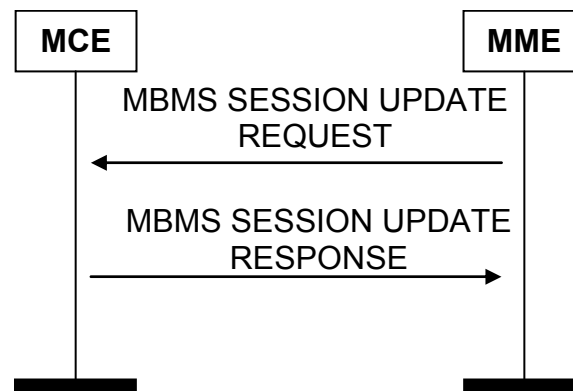 MCE
MME
MBMS SESSION UPDATE
REQUEST
MBMS SESSION UPDATE
RESPONSE